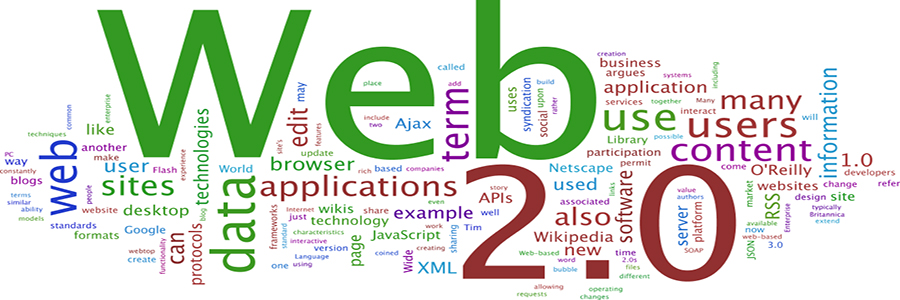 Web
2.0
creation
business
systems
including
argues
application
services
together
Many
interact
many
information
will
called
add
build
uses
syndication
social
upon
rather
term
use
users
Library
possible
content
participation
permit
come
O'Reilly
1.0
developers
place
include
two
Ajax
may
edit
site's
features
update
browser
rich
based
companies
enterprise
common
techniques
like
technologies
another
PC
way
make
constantly
Flash
experience
user
World
blogs
web
sites
data
applications
terms
similar
ability
models
people
website
desktop
blog
standards
formats
Google
can
protocols
webtop
create
functionality
frameworks
standard
Internet
just
wikis
share
technology
characteristics
interactive
version
page
JavaScript
Language
using
one
coined
Wide
XML
creating
work
sharing
even
example
well
Tim
story
APIs
Netscape
used
associated
links
software
also
Wikipedia
new
time
Web-based
word
2.0s
bubble
files
different
allowing
requests
operating
changes
value
authors
server
platform
SOAP
market
websites
change
refer
RSS
design
site
available
typically
Britannica
Enterprise
now
extend
web-based
3.0
JSON